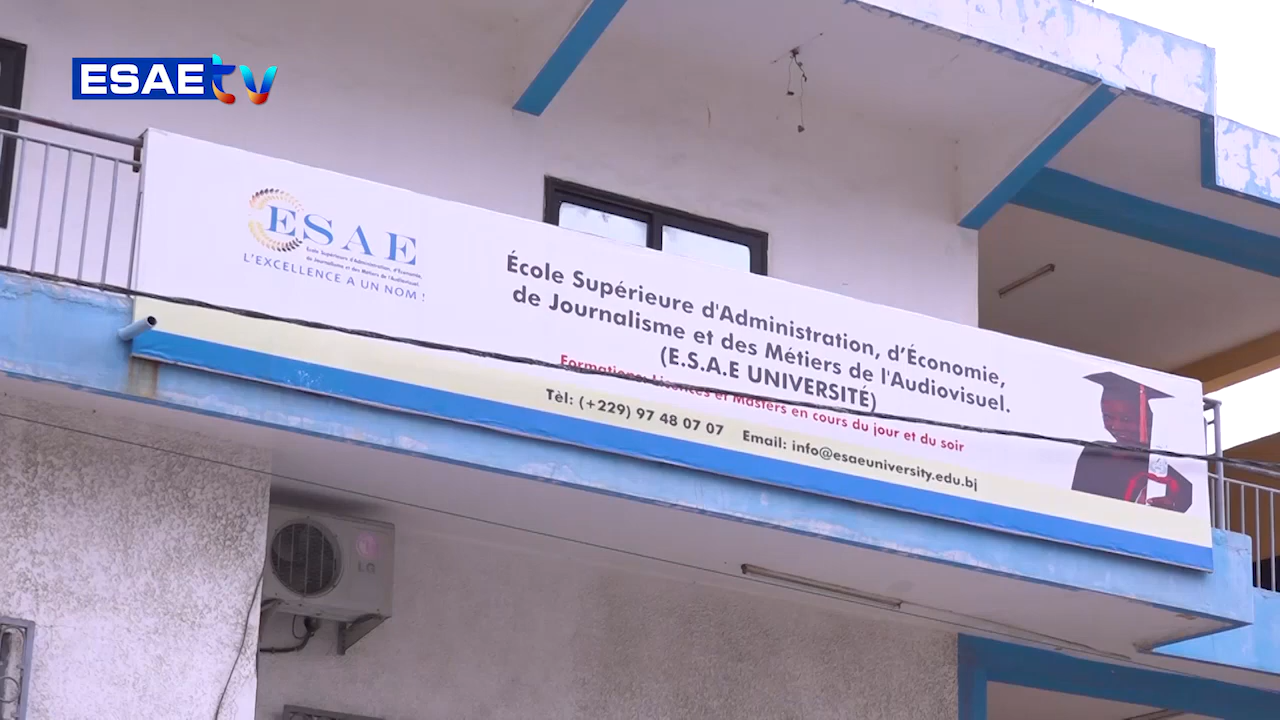 ESAEtv
ESAE
École Supérieure d'Administration, d'Économie,
de Journalisme et des Métiers de l'Audiovisuel.
L'EXCELLENCE A UN NOM !
École Supérieure d'Administration, d'Économie,
de Journalisme et des Métiers de l'Audiovisuel.
(E.S.A.E UNIVERSITÉ)
Formations: Licences et Masters en cours du jour et du soir
Tèl: (+229) 97 48 07 07 Email: info@esaeuniversity.edu.bj
LG